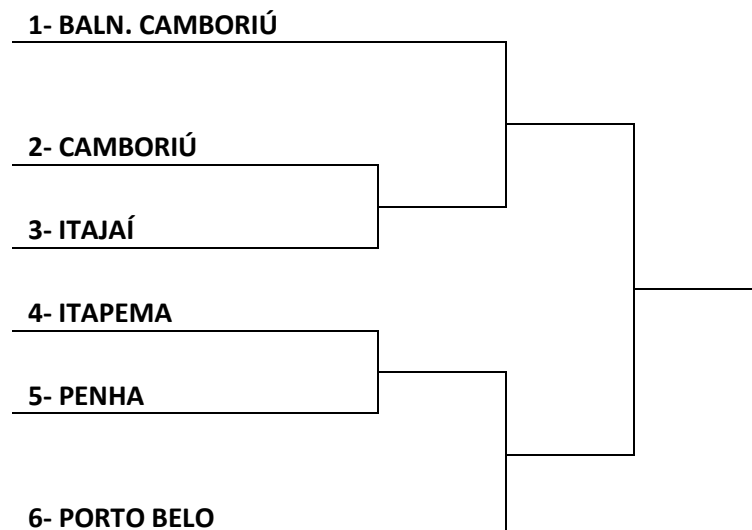 1- BALN. CAMBORIÚ
2- CAMBORIÚ
3- ITAJAÍ
4- ITAPEMA
5- PENHA
6- PORTO BELO